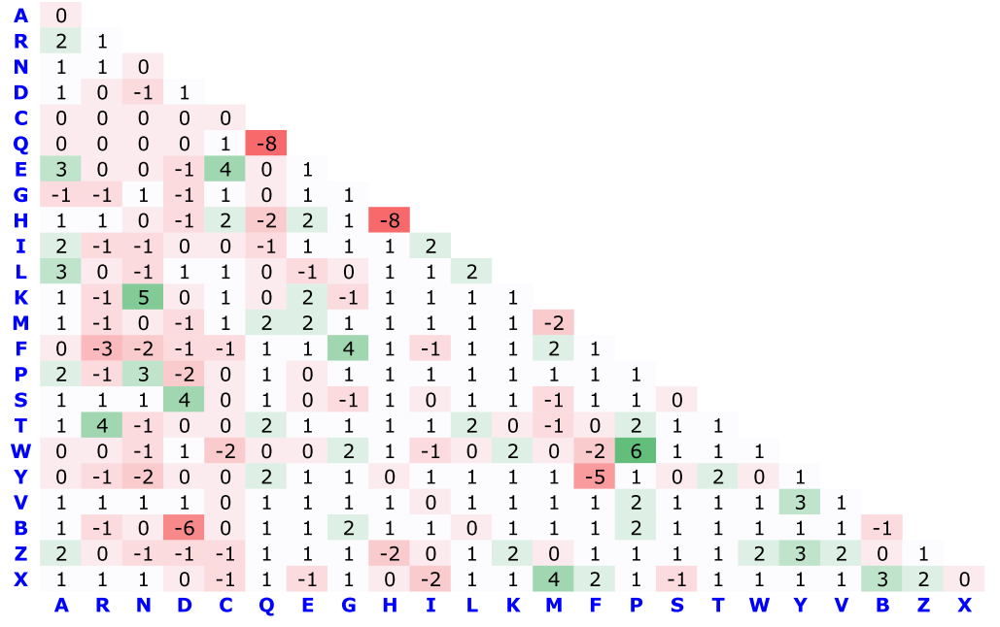 A 0
R 2 1
N 1 1 0
D 1 0 -1 1
C 0 0 0 0 0
Q 0 0 0 0 1 -8
E 3 0 0 -1 4 0 1
G -1 -1 1 -1 1 0 1 1
H 1 1 0 -1 2 -2 2 1 -8
I 2 -1 -1 0 0 -1 1 1 1 2
L 3 0 -1 1 1 0 -1 0 1 1 2
K 1 -1 5 0 1 0 2 -1 1 1 1 1
M 1 -1 0 -1 1 2 2 1 1 1 1 1 -2
F 0 -3 -2 -1 -1 1 1 4 1 -1 1 1 2 1
P 2 -1 3 -2 0 1 0 1 1 1 1 1 1 1 1
S 1 1 1 4 0 1 0 -1 1 0 1 1 -1 1 1 0
T 1 4 -1 0 0 2 1 1 1 1 2 0 -1 0 2 1 1
W 0 0 -1 1 -2 0 0 2 1 -1 0 2 0 -2 6 1 1 1
Y 0 -1 -2 0 0 2 1 1 0 1 1 1 1 -5 1 0 2 0 1
V 1 1 1 1 0 1 1 1 1 0 1 1 1 1 2 1 1 1 3 1
B 1 -1 0 -6 0 1 1 2 1 1 0 1 1 1 2 1 1 1 1 1 -1
Z 2 0 -1 -1 -1 1 1 1 -2 0 1 2 0 1 1 1 1 2 3 2 0 1
X 1 1 1 0 -1 1 -1 1 0 -2 1 1 4 2 1 -1 1 1 1 1 3 2 0
A R N D C Q E G H I L K M F P S T W Y V B Z X